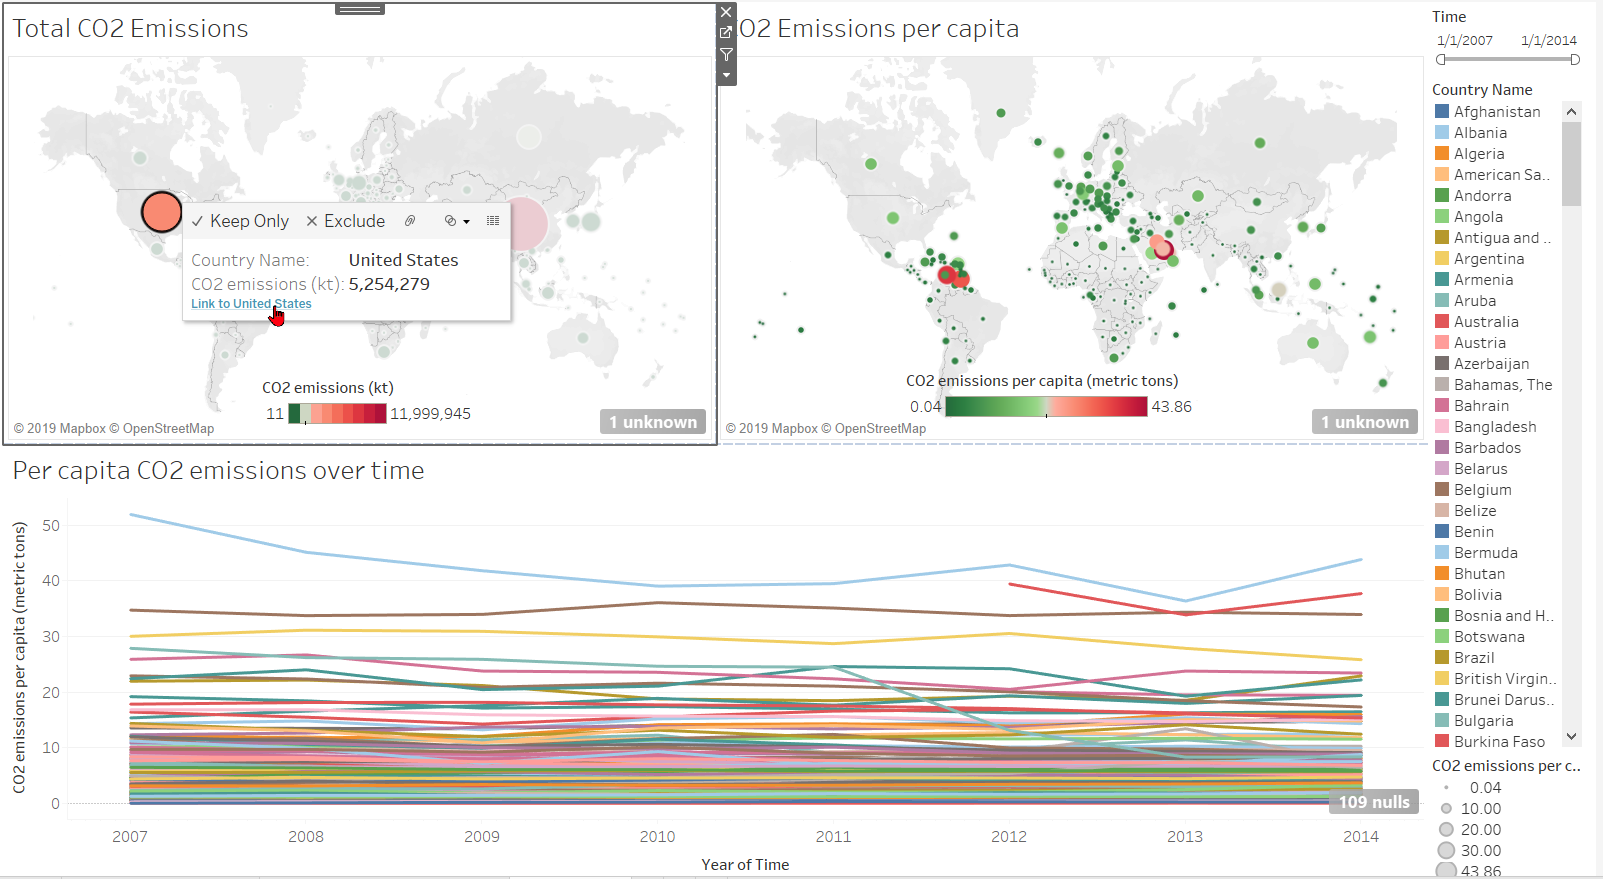 Total CO2 Emissions
✓ Keep Only
✕ Exclude
Country Name: United States
CO2 emissions (kt): 5,254,279
Link to United States
CO2 emissions (kt)
11
11,999,945
© 2019 Mapbox © OpenStreetMap
1 unknown
O2 Emissions per capita
CO2 emissions per capita (metric tons)
0.04
43.86
© 2019 Mapbox © OpenStreetMap
1 unknown
Per capita CO2 emissions over time
CO2 emissions per capita (metric tons)
50
40
30
20
10
0
109 nulls
2007
2008
2009
2010
2011
2012
2013
2014
Year of Time
Time
1/1/2007
1/1/2014
Country Name
Afghanistan
Albania
Algeria
American Sa..
Andorra
Angola
Antigua and ..
Argentina
Armenia
Aruba
Australia
Austria
Azerbaijan
Bahamas, The
Bahrain
Bangladesh
Barbados
Belarus
Belgium
Belize
Benin
Bermuda
Bhutan
Bolivia
Bosnia and H..
Botswana
Brazil
British Virgin..
Brunei Darus..
Bulgaria
Burkina Faso
CO2 emissions per c..
0.04
10.00
20.00
30.00
43.86